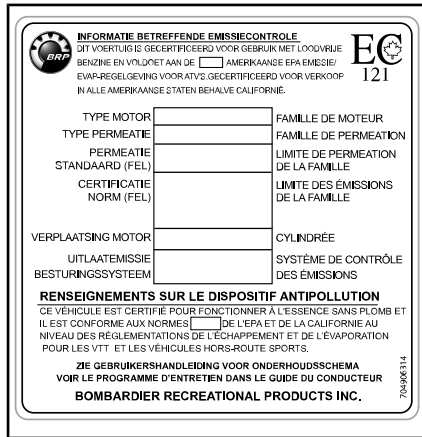 BRP
INFORMATIE BETREFFENDE EMISSIECONTROLE
DIT VOERTUIG IS GECERTIFICEERD VOOR GEBRUIK MET LOODVRIJE
BENZINE EN VOLDOET AAN DE AMERIKAANSE EPA EMISSIE/
EVAP-REGELGEVING VOOR ATV'S.GECERTIFICEERD VOOR VERKOOP
IN ALLE AMERIKAANSE STATEN BEHALVE CALIFORNIË.
EC
121
TYPE MOTOR FAMILLE DE MOTEUR
TYPE PERMEATIE FAMILLE DE PERMEATION
PERMEATIE LIMITE DE PERMEATION
STANDAARD (FEL) DE LA FAMILLE
CERTIFICATIE LIMITE DES ÉMISSIONS
NORM (FEL) DE LA FAMILLE
VERPLAATSING MOTOR CYLINDRÉE
UITLAATEMISSIE SYSTÈME DE CONTRÔLE
BESTURINGSSYSTEEM DES ÉMISSIONS
RENSEIGNEMENTS SUR LE DISPOSITIF ANTIPOLLUTION
CE VÉHICULE EST CERTIFIÉ POUR FONCTIONNER À L'ESSENCE SANS PLOMB ET
IL EST CONFORME AUX NORMES DE L'EPA ET DE LA CALIFORNIE AU
NIVEAU DES RÉGLEMENTATIONS DE L'ÉCHAPPEMENT ET DE L'ÉVAPORATION
POUR LES VTT ET LES VÉHICULES HORS-ROUTE SPORTS.
ZIE GEBRUIKERSHANDLEIDING VOOR ONDERHOUDSSCHEMA
VOIR LE PROGRAMME D'ENTRETIEN DANS LE GUIDE DU CONDUCTEUR
BOMBARDIER RECREATIONAL PRODUCTS INC.
704906314